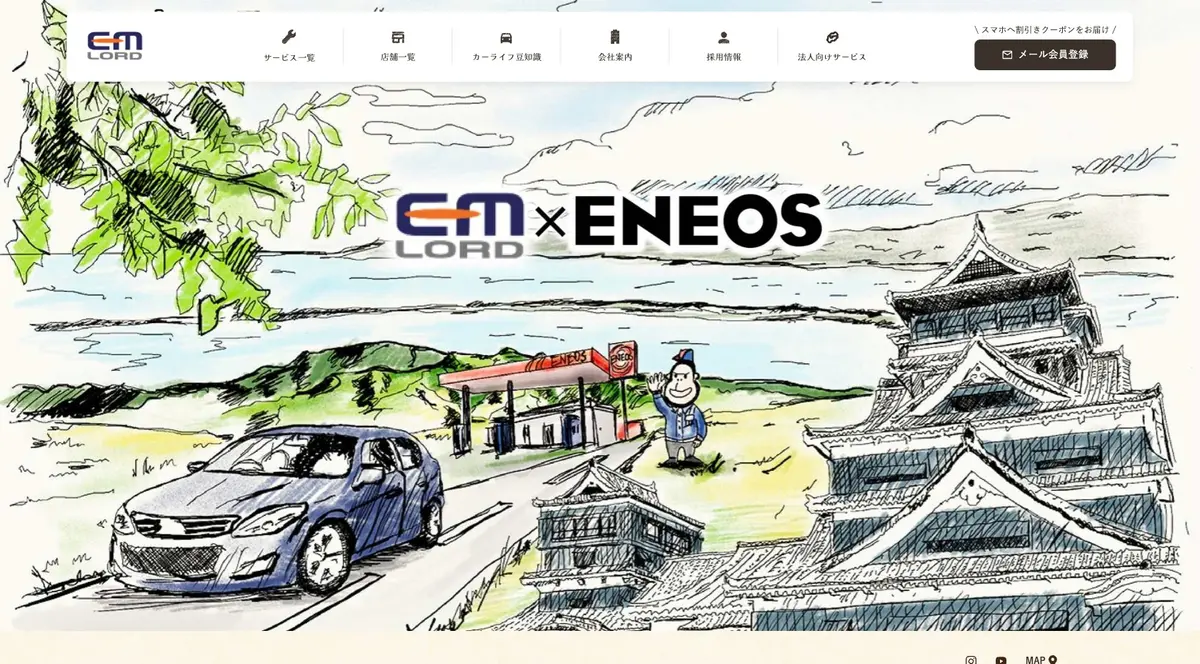 EM
LORD
サービス一覧
店舗一覧
カーライフ豆知識
会社案内
採用情報
法人向けサービス
\ スマホへ割引きクーポンをお届け /
メール会員登録
EM
LORD
×ENEOS
ENEOS
ENEOS
MAP